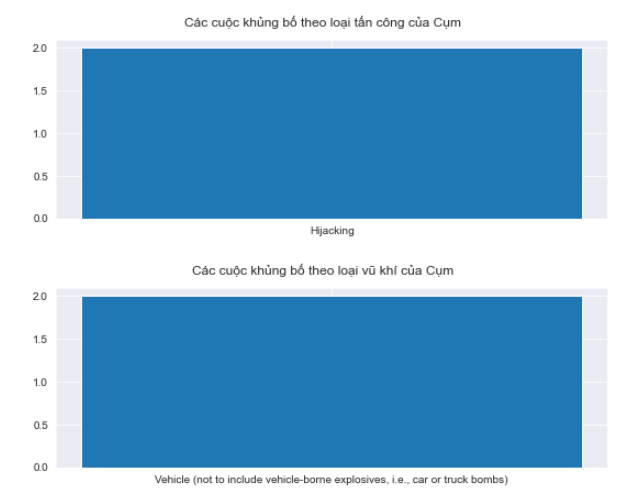 Các cuộc khủng bố theo loại tấn công của Cụm
2.0
1.5
1.0
0.5
0.0
Hijacking
Các cuộc khủng bố theo loại vũ khí của Cụm
2.0
1.5
1.0
0.5
0.0
Vehicle (not to include vehicle-borne explosives, i.e., car or truck bombs)